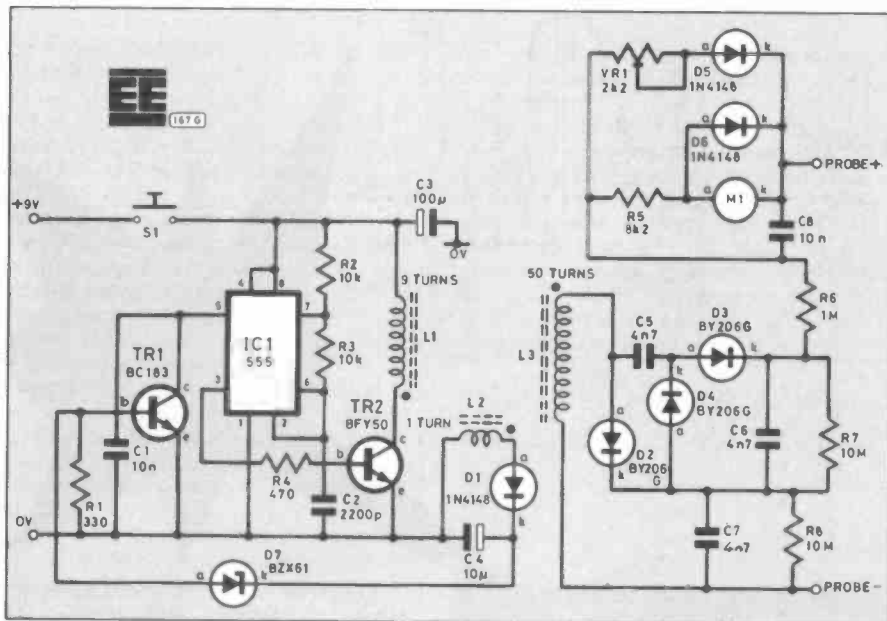 EE
167G
+9V
S1
C3
100µ
0V
R2
10k
9 TURNS
L1
4
8
5
7
IC1
555
3
6
1
2
R3
10k
TR1
BC183
b
c
e
C1
10n
R1
330
0V
R4
470
TR2
BFY50
b
c
e
C2
2200p
L2
1 TURN
D1
1N4148
a
k
C4
10µ
D7
BZX61
a
k
VR1
2k2
a
k
D5
1N4148
a
k
D6
1N4148
PROBE+
R5
8k2
a
M1
k
C8
10n
50 TURNS
L3
R6
1M
C5
4n7
D3
BY206G
a
k
k
D4
BY206G
a
a
D2
BY206
G
k
C6
4n7
R7
10M
C7
4n7
R8
10M
PROBE-